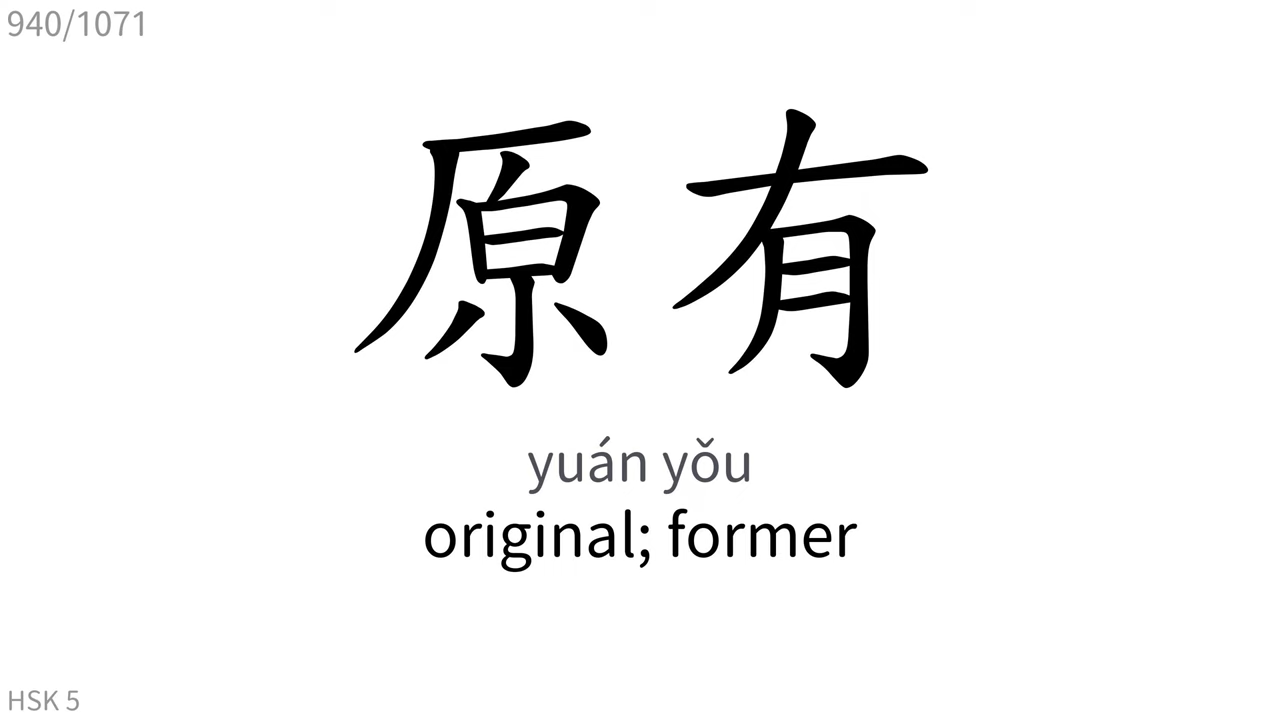 940/1071
原有
yuán yǒu
original; former
HSK 5